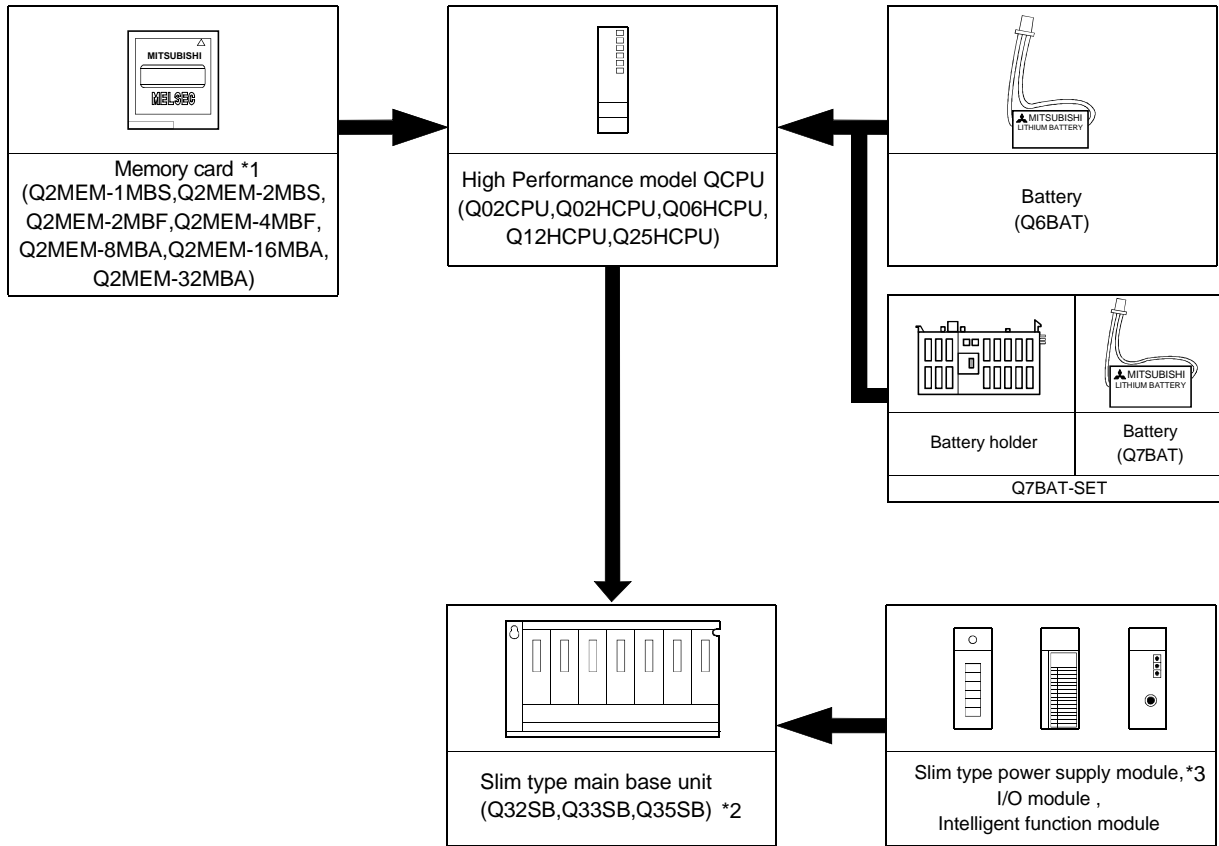 MITSUBISHI
MELSEC
Memory card *1
(Q2MEM-1MBS,Q2MEM-2MBS,
Q2MEM-2MBF,Q2MEM-4MBF,
Q2MEM-8MBA,Q2MEM-16MBA,
Q2MEM-32MBA)
High Performance model QCPU
(Q02CPU,Q02HCPU,Q06HCPU,
Q12HCPU,Q25HCPU)
MITSUBISHI
LITHIUM BATTERY
Battery
(Q6BAT)
MITSUBISHI
LITHIUM BATTERY
Battery holder
Battery
(Q7BAT)
Q7BAT-SET
Slim type main base unit
(Q32SB,Q33SB,Q35SB) *2
Slim type power supply module,*3
I/O module ,
Intelligent function module